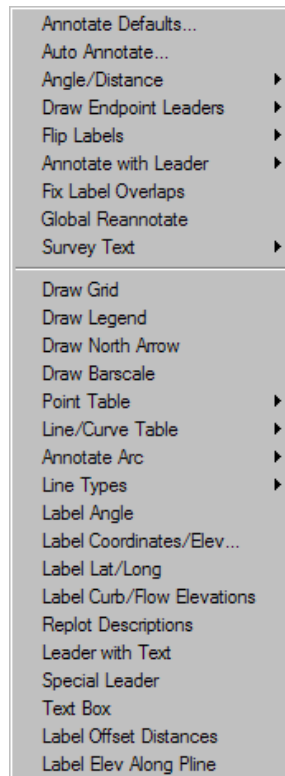 Annotate Defaults...
Auto Annotate...
Angle/Distance
Draw Endpoint Leaders
Flip Labels
Annotate with Leader
Fix Label Overlaps
Global Reannotate
Survey Text
Draw Grid
Draw Legend
Draw North Arrow
Draw Barscale
Point Table
Line/Curve Table
Annotate Arc
Line Types
Label Angle
Label Coordinates/Elev...
Label Lat/Long
Label Curb/Flow Elevations
Replot Descriptions
Leader with Text
Special Leader
Text Box
Label Offset Distances
Label Elev Along Pline